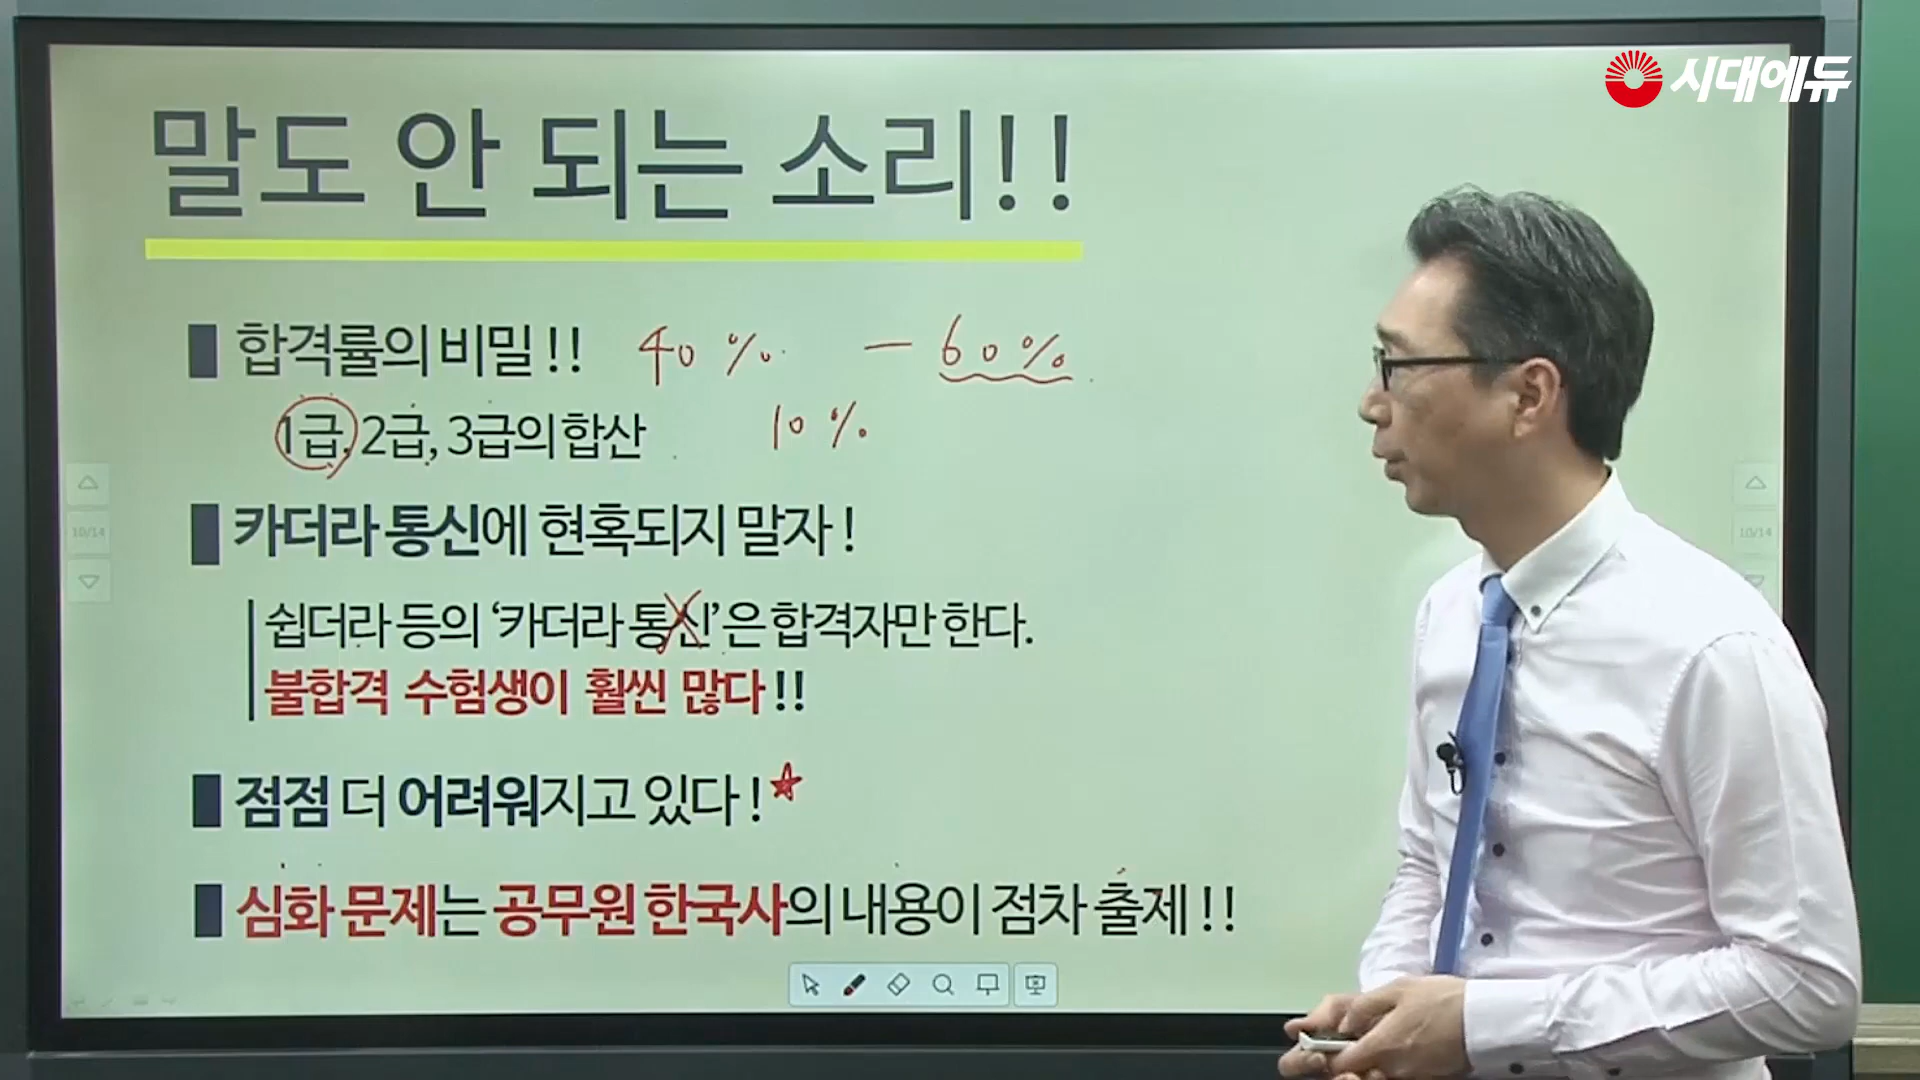 시대에듀
말도 안 되는 소리!!
합격률의 비밀!! 40% - 60%
1급, 2급, 3급의 합산 10%
카더라 통신에 현혹되지 말자!
쉽더라 등의 ‘카더라 통신’은 합격자만 한다.
불합격 수험생이 훨씬 많다!!
점점 더 어려워지고 있다!
심화 문제는 공무원 한국사의 내용이 점차 출제!!
10/14
10/14